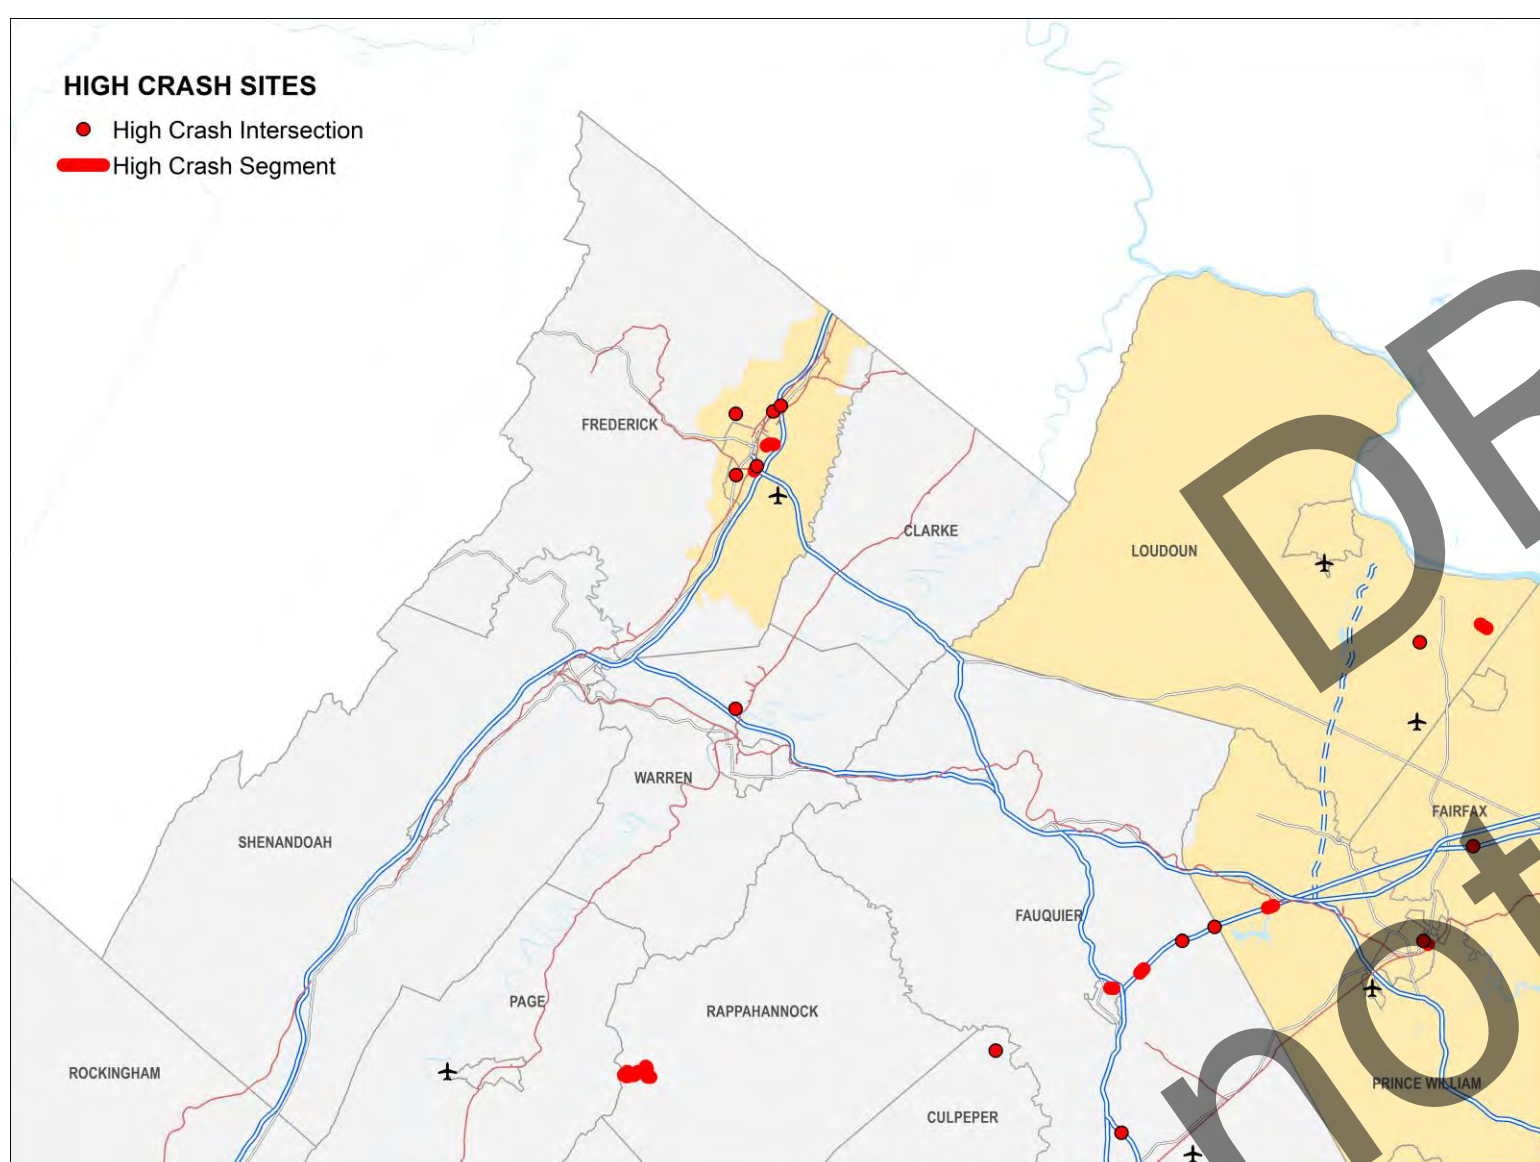 HIGH CRASH SITES
High Crash Intersection
High Crash Segment
FREDERICK
CLARKE
LOUDOUN
WARREN
SHENANDOAH
FAIRFAX
FAUQUIER
PAGE
RAPPAHANNOCK
ROCKINGHAM
PRINCE WILLIAM
CULPEPER
DR
not